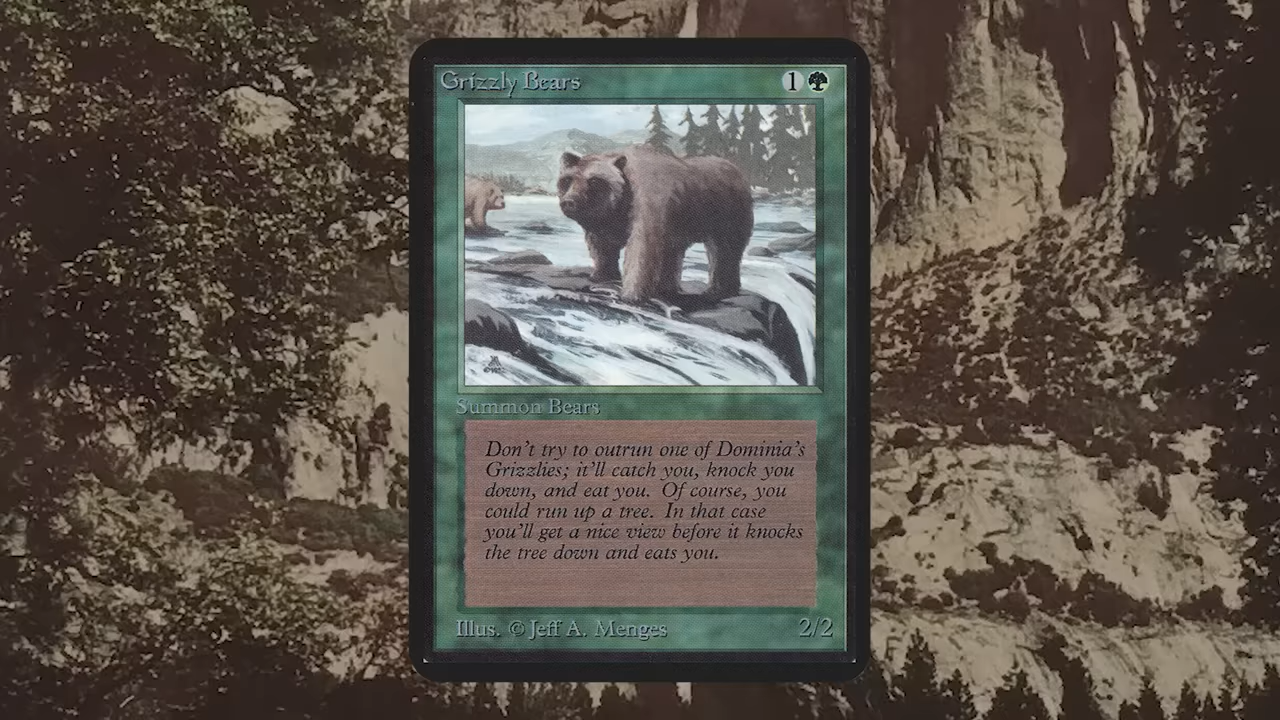 Grizzly Bears 1
Summon Bears
Don't try to outrun one of Dominia's
Grizzlies; it'll catch you, knock you
down, and eat you. Of course, you
could run up a tree. In that case
you'll get a nice view before it knocks
the tree down and eats you.
Illus. © Jeff A. Menges 2/2